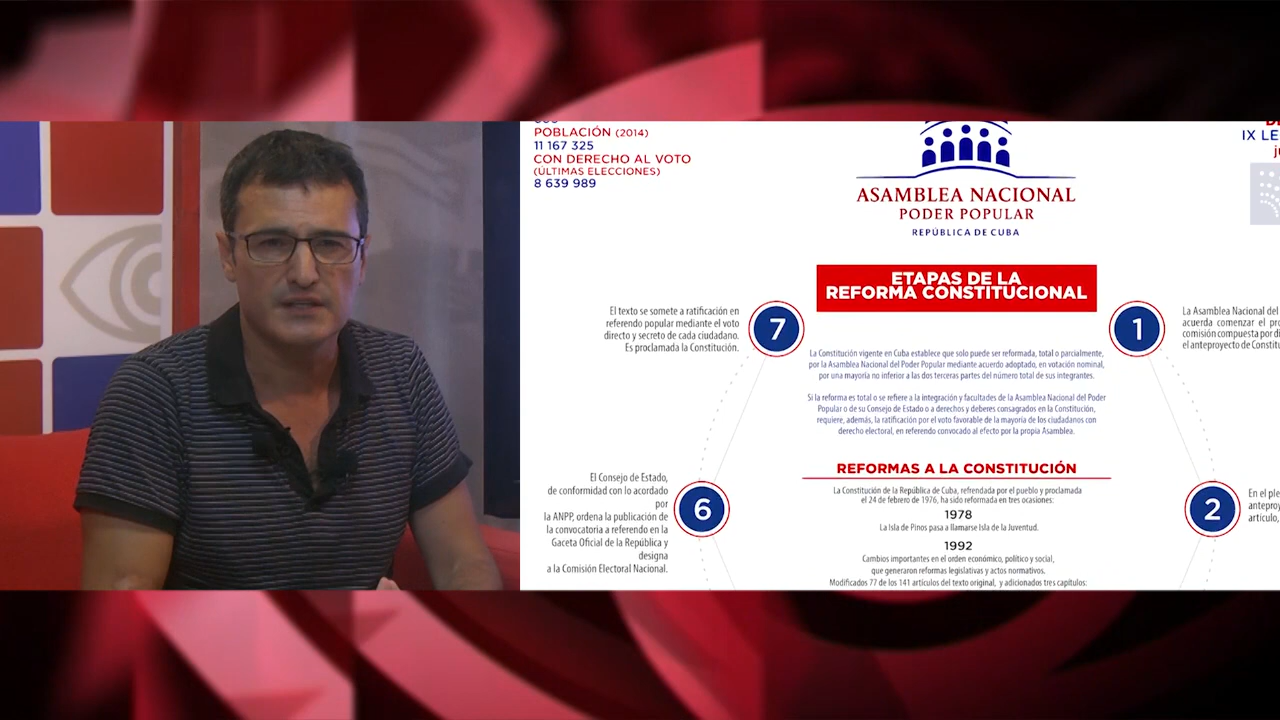 POBLACIÓN (2014)
11 167 325
CON DERECHO AL VOTO
(ÚLTIMAS ELECCIONES)
8 639 989
ASAMBLEA NACIONAL
PODER POPULAR
REPÚBLICA DE CUBA
IX LE
ETAPAS DE LA
REFORMA CONSTITUCIONAL
7
El texto se somete a ratificación en
referendo popular mediante el voto
directo y secreto de cada ciudadano.
Es proclamada la Constitución.
1
La Asamblea Nacional del
acuerda comenzar el pro
comisión compuesta por di
el anteproyecto de Constitu
La Constitución vigente en Cuba establece que solo puede ser reformada, total o parcialmente,
por la Asamblea Nacional del Poder Popular mediante acuerdo adoptado, en votación nominal,
por una mayoría no inferior a las dos terceras partes del número total de sus integrantes.
Si la reforma es total o se refiere a la integración y facultades de la Asamblea Nacional del Poder
Popular o de su Consejo de Estado o a derechos y deberes consagrados en la Constitución,
requiere, además, la ratificación por el voto favorable de la mayoría de los ciudadanos con
derecho electoral, en referendo convocado al efecto por la propia Asamblea.
REFORMAS A LA CONSTITUCIÓN
La Constitución de la República de Cuba, refrendada por el pueblo y proclamada
el 24 de febrero de 1976, ha sido reformada en tres ocasiones:
1978
La Isla de Pinos pasa a llamarse Isla de la Juventud.
1992
Cambios importantes en el orden económico, político y social,
que generaron reformas legislativas y actos normativos.
Modificados 77 de los 141 artículos del texto original, y adicionados tres capítulos:
6
El Consejo de Estado,
de conformidad con lo acordado
por
la ANPP, ordena la publicación de
la convocatoria a referendo en la
Gaceta Oficial de la República y
designa
a la Comisión Electoral Nacional.
2
En el ple
anteproy
artículo,